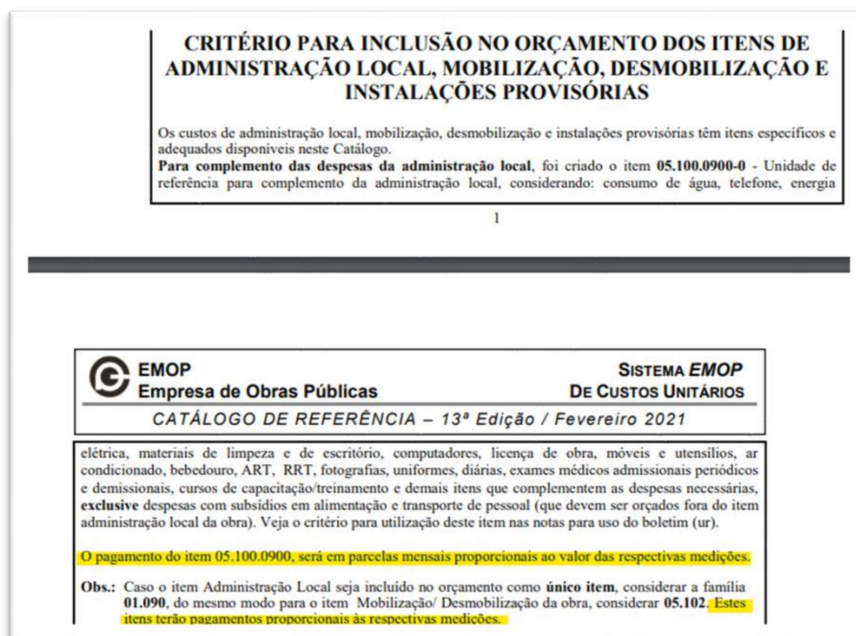 CRITÉRIO PARA INCLUSÃO NO ORÇAMENTO DOS ITENS DE
ADMINISTRAÇÃO LOCAL, MOBILIZAÇÃO, DESMOBILIZAÇÃO E
INSTALAÇÕES PROVISÓRIAS
Os custos de administração local, mobilização, desmobilização e instalações provisórias têm itens específicos e
adequados disponíveis neste Catálogo.
Para complemento das despesas da administração local, foi criado o item 05.100.0900-0 - Unidade de
referência para complemento da administração local, considerando: consumo de água, telefone, energia
1
EMOP
Empresa de Obras Públicas
SISTEMA EMOP
DE CUSTOS UNITÁRIOS
CATÁLOGO DE REFERÊNCIA – 13ª Edição / Fevereiro 2021
elétrica, materiais de limpeza e de escritório, computadores, licença de obra, móveis e utensílios, ar
condicionado, bebedouro, ART, RRT, fotografias, uniformes, diárias, exames médicos admissionais periódicos
e demissionais, cursos de capacitação/treinamento e demais itens que complementem as despesas necessárias,
exclusive despesas com subsídios em alimentação e transporte de pessoal (que devem ser orçados fora do item
administração local da obra). Veja o critério para utilização deste item nas notas para uso do boletim (ur).
O pagamento do item 05.100.0900, será em parcelas mensais proporcionais ao valor das respectivas medições.
Obs.: Caso o item Administração Local seja incluído no orçamento como único item, considerar a família
01.090, do mesmo modo para o item Mobilização/ Desmobilização da obra, considerar 05.102. Estes
itens terão pagamentos proporcionais às respectivas medições.